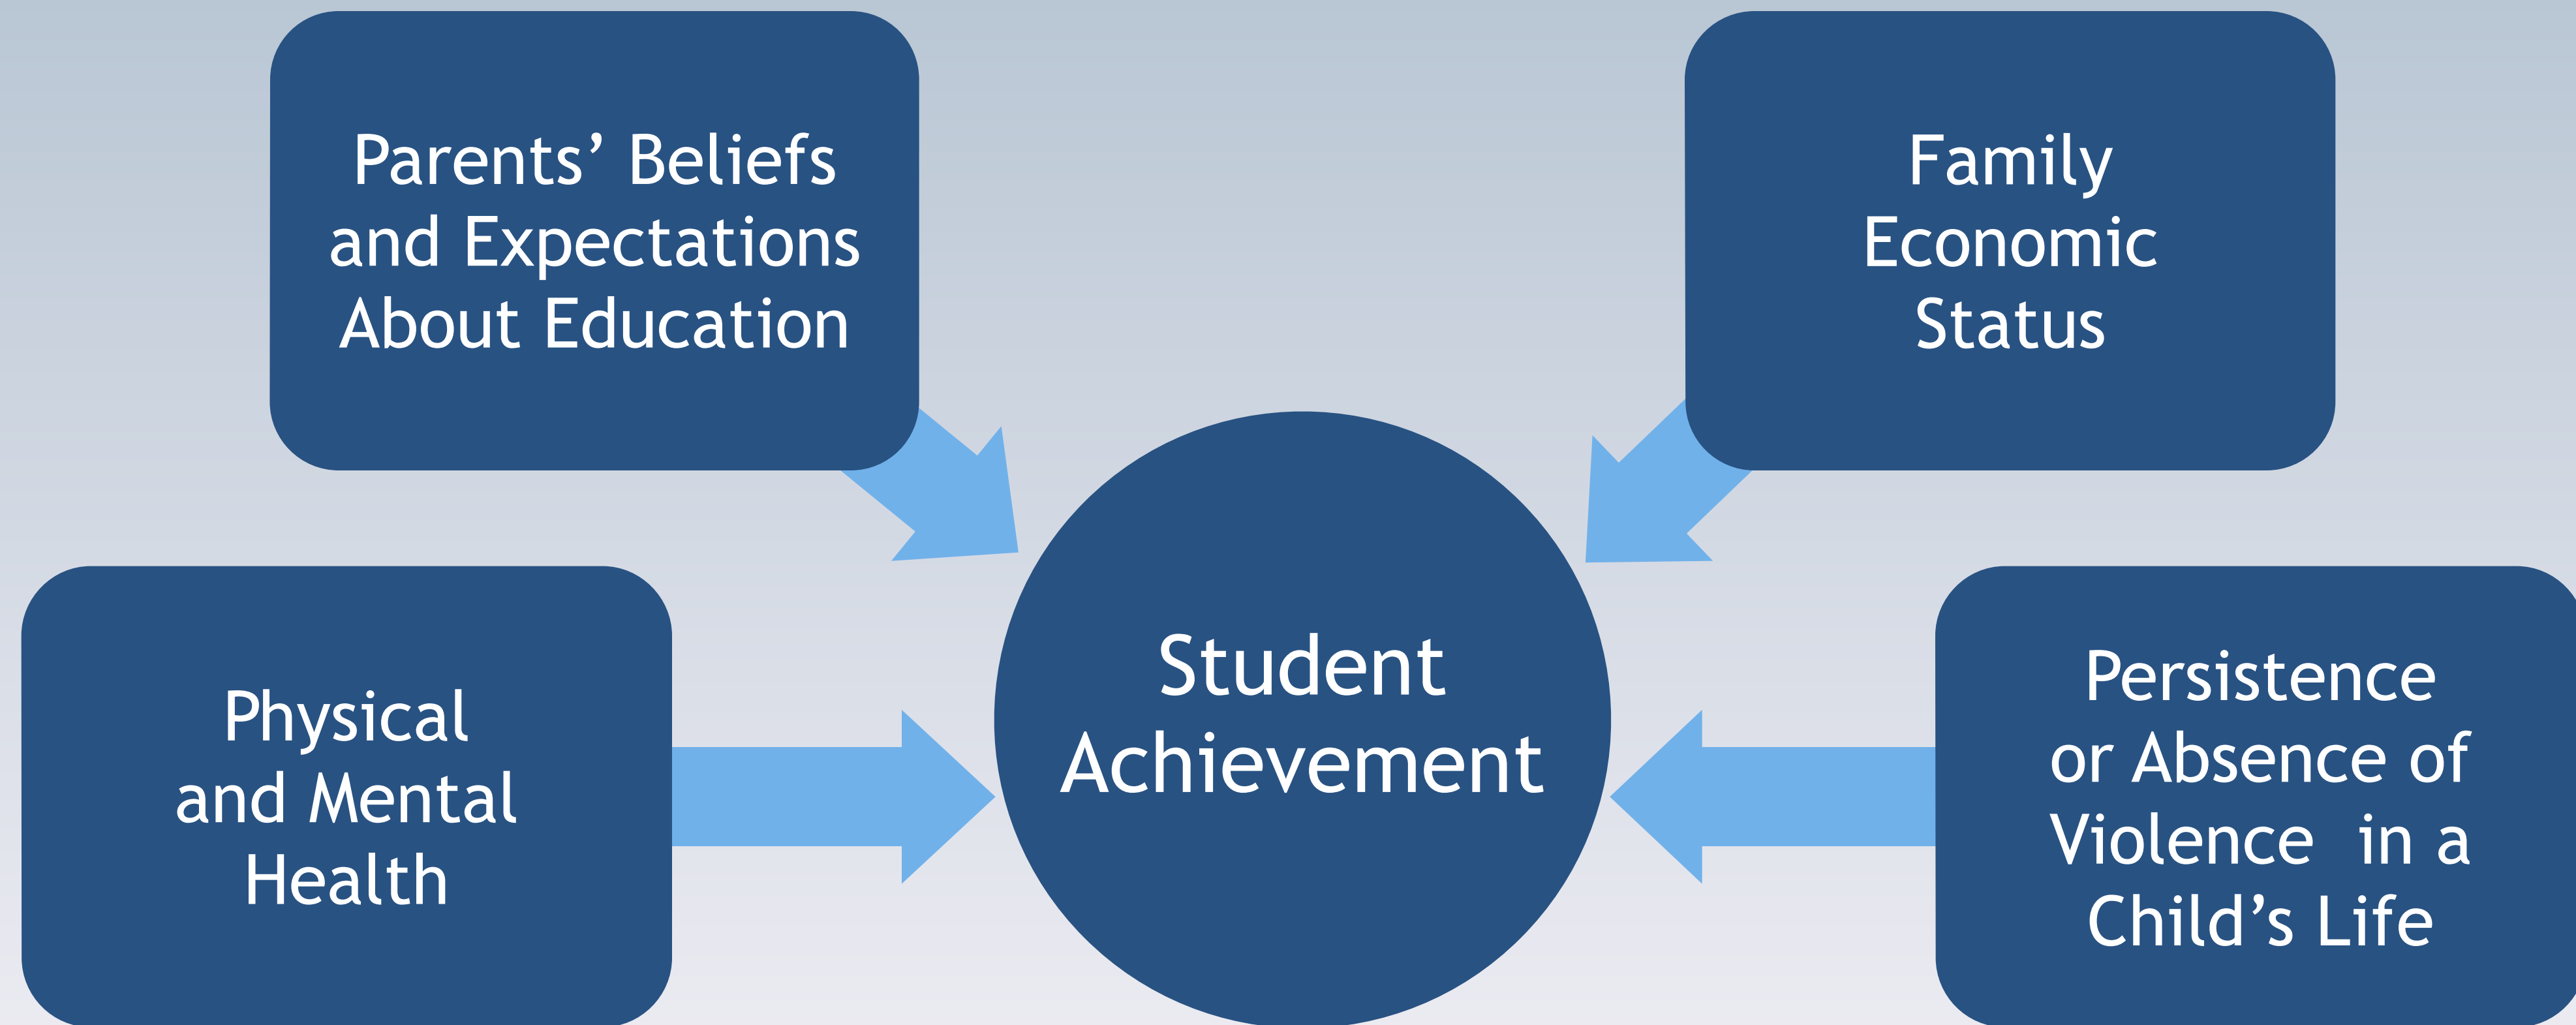 Parents’ Beliefs
and Expectations
About Education
Family
Economic
Status
Physical
and Mental
Health
Student
Achievement
Persistence
or Absence of
Violence  in a
Child’s Life